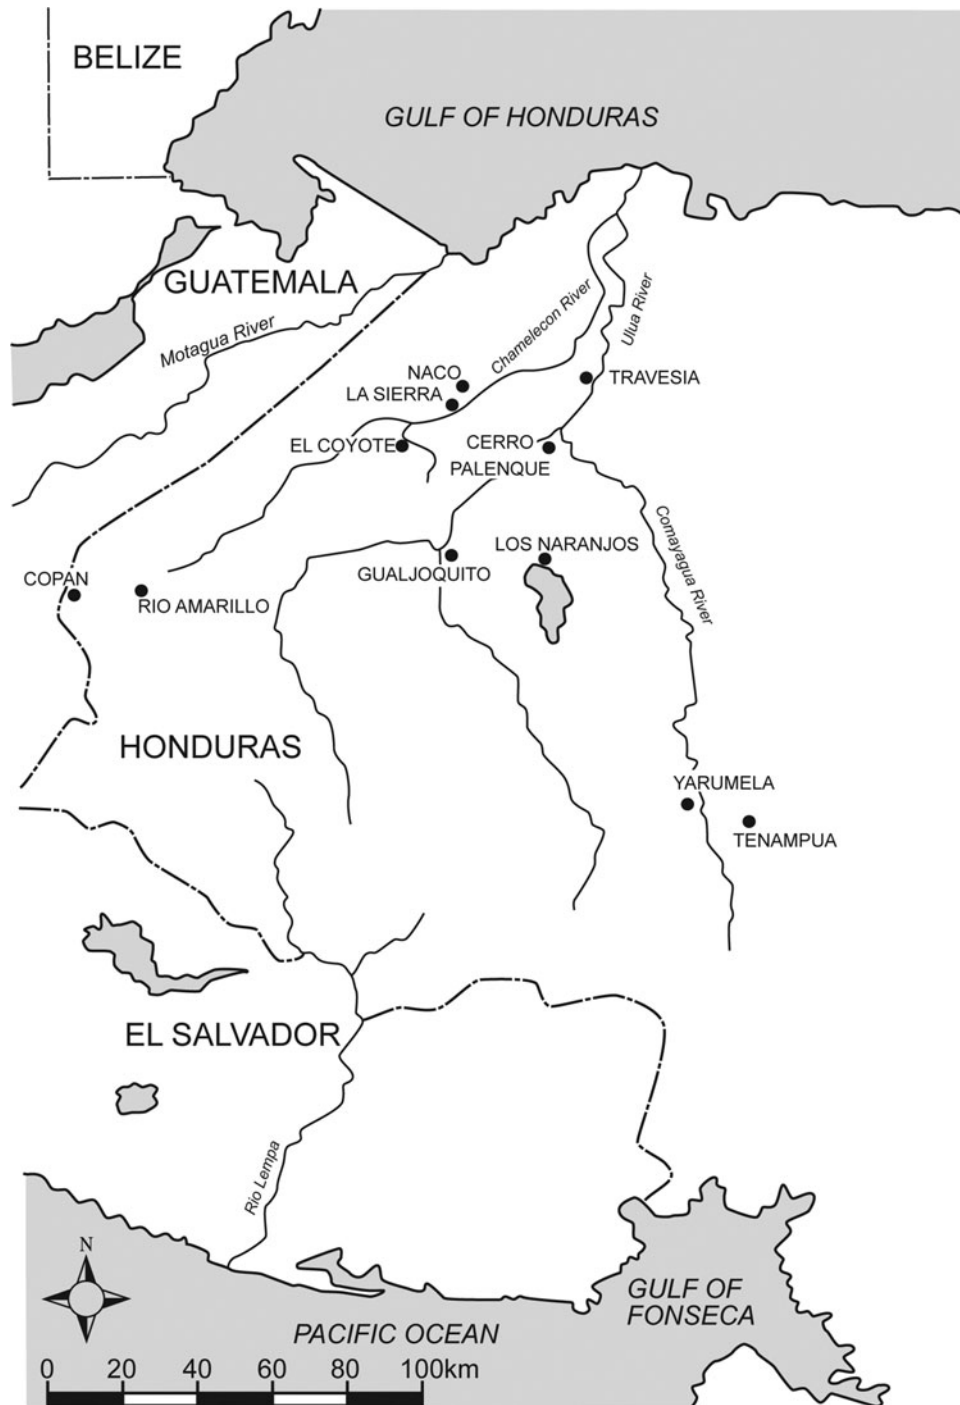 BELIZE
GULF OF HONDURAS
GUATEMALA
Motagua River
Chamelecon River
Ulua River
NACO
LA SIERRA
TRAVESIA
EL COYOTE
CERRO
PALENQUE
Comayagua River
LOS NARANJOS
GUALJOQUITO
COPAN
RIO AMARILLO
HONDURAS
YARUMELA
TENAMPUA
EL SALVADOR
Rio Lempa
N
GULF OF
FONSECA
PACIFIC OCEAN
0 20 40 60 80 100km